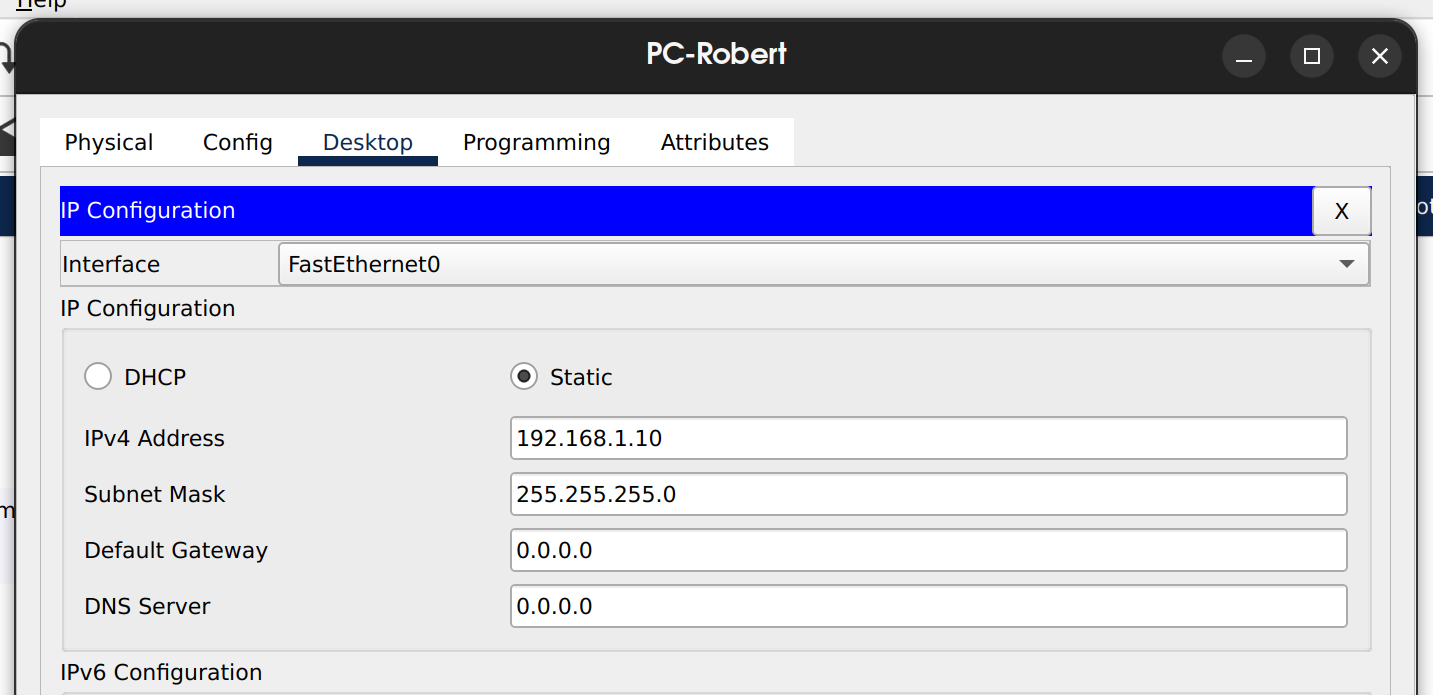 Help
PC-Robert
Physical Config Desktop Programming Attributes
IP Configuration X
Interface FastEthernet0
IP Configuration
DHCP Static
IPv4 Address 192.168.1.10
Subnet Mask 255.255.255.0
Default Gateway 0.0.0.0
DNS Server 0.0.0.0
IPv6 Configuration